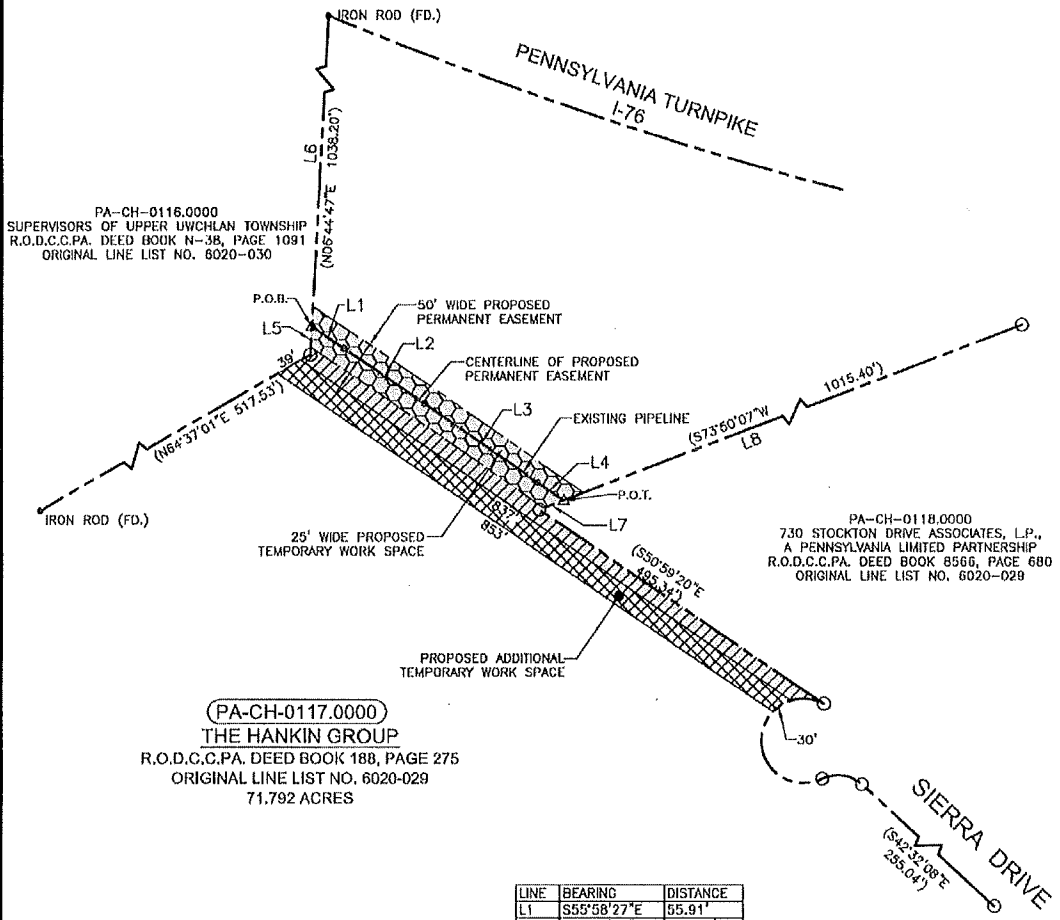 IRON ROD (FD.)
PENNSYLVANIA TURNPIKE
I-76
L6
(N06°44'47"E 1038.20')
PA-CH-0116.0000
SUPERVISORS OF UPPER UWCHLAN TOWNSHIP
R.O.D.C.C.PA. DEED BOOK N-38, PAGE 1091
ORIGINAL LINE LIST NO. 6020-030
P.O.B.
L1
50' WIDE PROPOSED
PERMANENT EASEMENT
L5
L2
CENTERLINE OF PROPOSED
PERMANENT EASEMENT
39'
L3
EXISTING PIPELINE
(N64°37'01"E 517.53')
L4
(S73°50'07"W 1015.40')
L8
P.O.T.
L7
IRON ROD (FD.)
837'
853'
25' WIDE PROPOSED
TEMPORARY WORK SPACE
(S50°59'20"E
495.34')
PA-CH-0118.0000
730 STOCKTON DRIVE ASSOCIATES, L.P.,
A PENNSYLVANIA LIMITED PARTNERSHIP
R.O.D.C.C.PA. DEED BOOK 8566, PAGE 680
ORIGINAL LINE LIST NO. 6020-029
PROPOSED ADDITIONAL
TEMPORARY WORK SPACE
PA-CH-0117.0000
THE HANKIN GROUP
R.O.D.C.C.PA. DEED BOOK 188, PAGE 275
ORIGINAL LINE LIST NO. 6020-029
71.792 ACRES
30'
SIERRA DRIVE
(S42°32'08"E
255.04')
LINE BEARING DISTANCE
L1 S55°58'27"E 55.91'